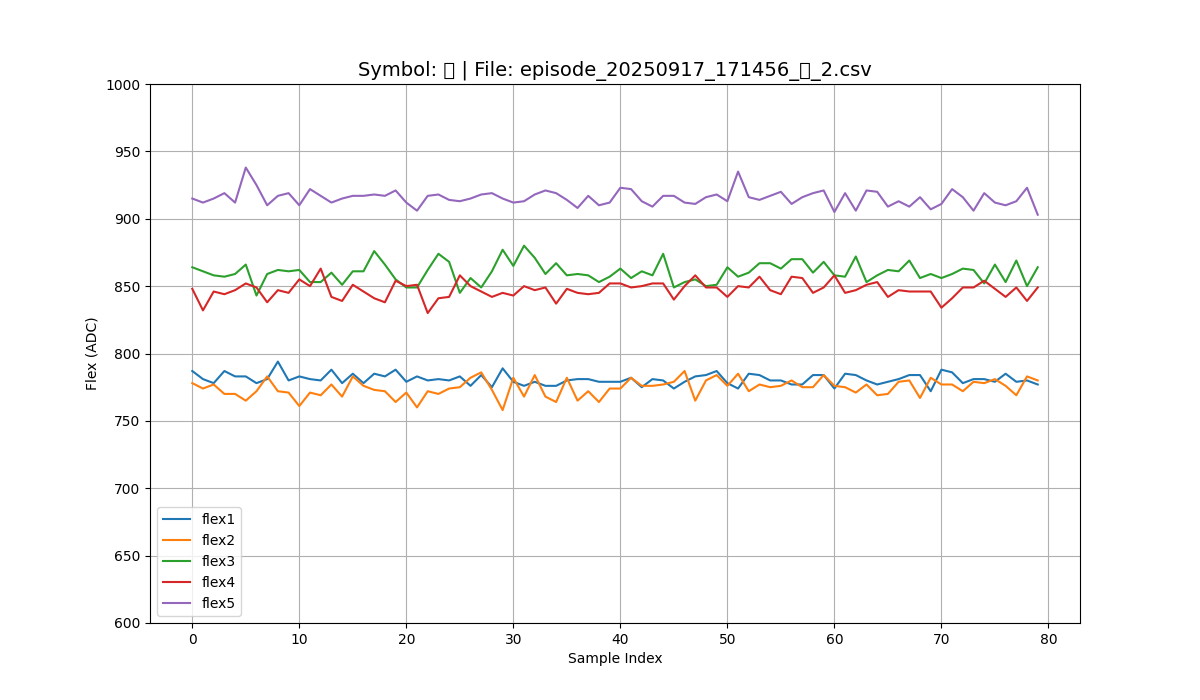 Symbol: ▯ | File: episode_20250917_171456_▯_2.csv
1000
950
900
850
800
750
700
650
600
Flex (ADC)
flex1
flex2
flex3
flex4
flex5
0 10 20 30 40 50 60 70 80
Sample Index